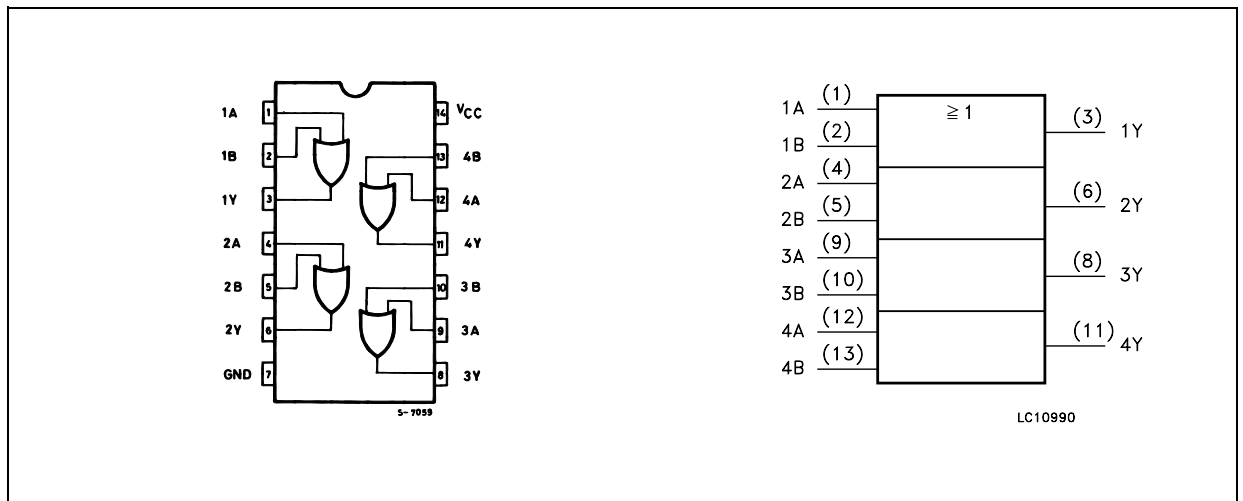 1A 1 14 VCC
1B 2 13 4B
1Y 3 12 4A
2A 4 11 4Y
2B 5 10 3B
2Y 6 9 3A
GND 7 8 3Y
S-7059
1A (1) ≧1 (3) 1Y
1B (2)
2A (4) (6) 2Y
2B (5)
3A (9) (8) 3Y
3B (10)
4A (12) (11) 4Y
4B (13)
LC10990